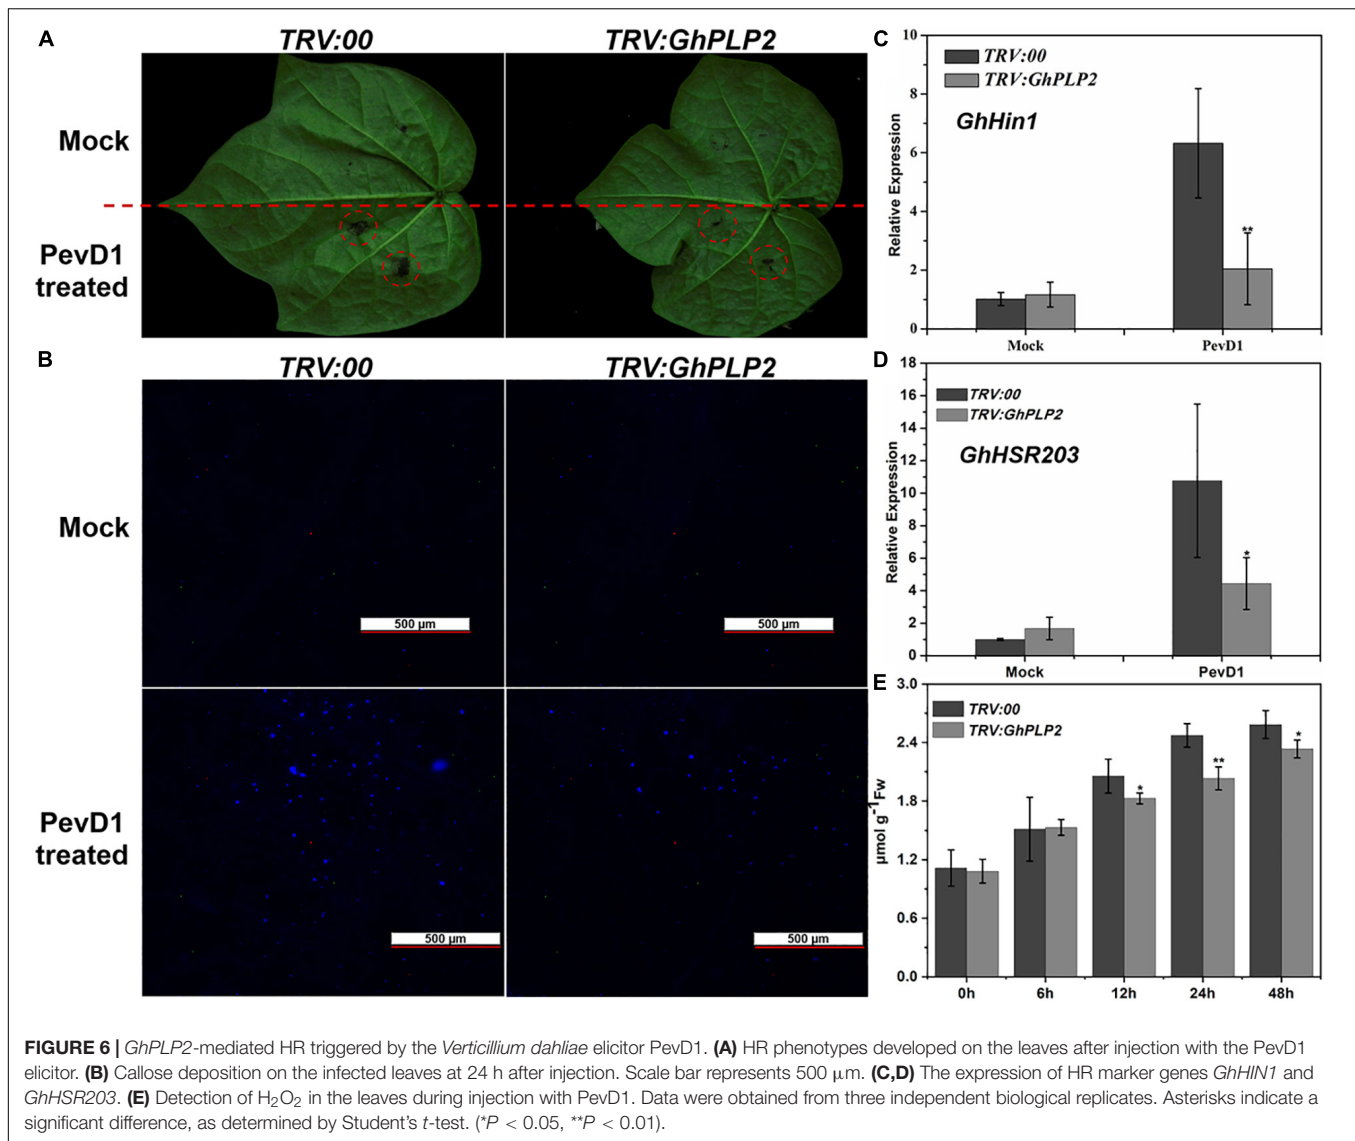 A
TRV:00
TRV:GhPLP2
Mock
PevD1
treated
B
TRV:00
TRV:GhPLP2
Mock
500 µm
500 µm
PevD1
treated
500 µm
500 µm
C
10
8
6
4
2
0
Relative Expression
TRV:00
TRV:GhPLP2
GhHin1
**
Mock
PevD1
D
18
16
14
12
10
8
6
4
2
0
Relative Expression
TRV:00
TRV:GhPLP2
GhHSR203
*
Mock
PevD1
E
3.0
2.4
1.8
1.2
0.6
0.0
µmol g⁻¹Fw
TRV:00
TRV:GhPLP2
*
**
*
0h
6h
12h
24h
48h
FIGURE 6 | GhPLP2-mediated HR triggered by the Verticillium dahliae elicitor PevD1. (A) HR phenotypes developed on the leaves after injection with the PevD1
elicitor. (B) Callose deposition on the infected leaves at 24 h after injection. Scale bar represents 500 µm. (C,D) The expression of HR marker genes GhHIN1 and
GhHSR203. (E) Detection of H₂O₂ in the leaves during injection with PevD1. Data were obtained from three independent biological replicates. Asterisks indicate a
significant difference, as determined by Student's t-test. (*P < 0.05, **P < 0.01).